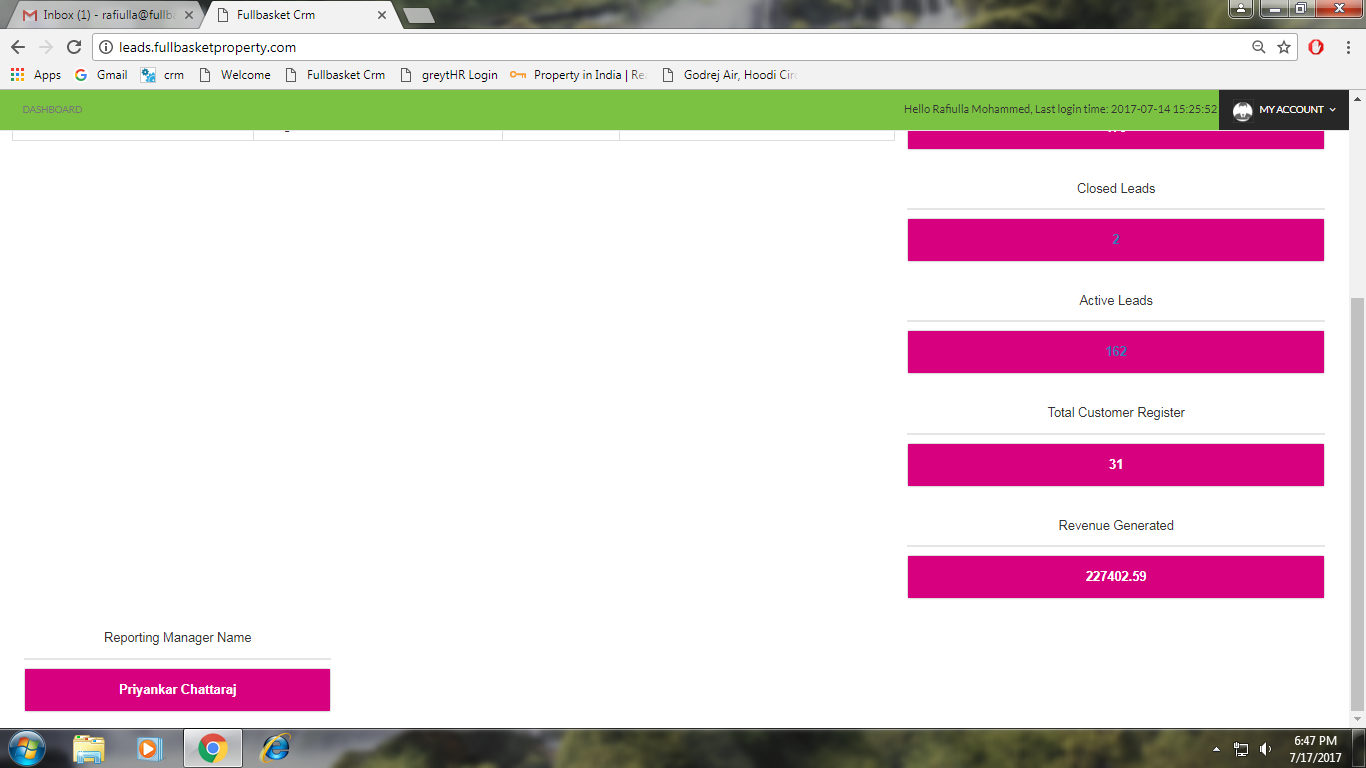 Inbox (1) - rafiulla@fullb
Fullbasket Crm
leads.fullbasketproperty.com
Apps Gmail crm Welcome Fullbasket Crm greytHR Login Property in India | Re Godrej Air, Hoodi Cir
DASHBOARD Hello Rafiulla Mohammed, Last login time: 2017-07-14 15:25:52 MY ACCOUNT
Closed Leads
2
Active Leads
162
Total Customer Register
31
Revenue Generated
227402.59
Reporting Manager Name
Priyankar Chattaraj
6:47 PM
7/17/2017